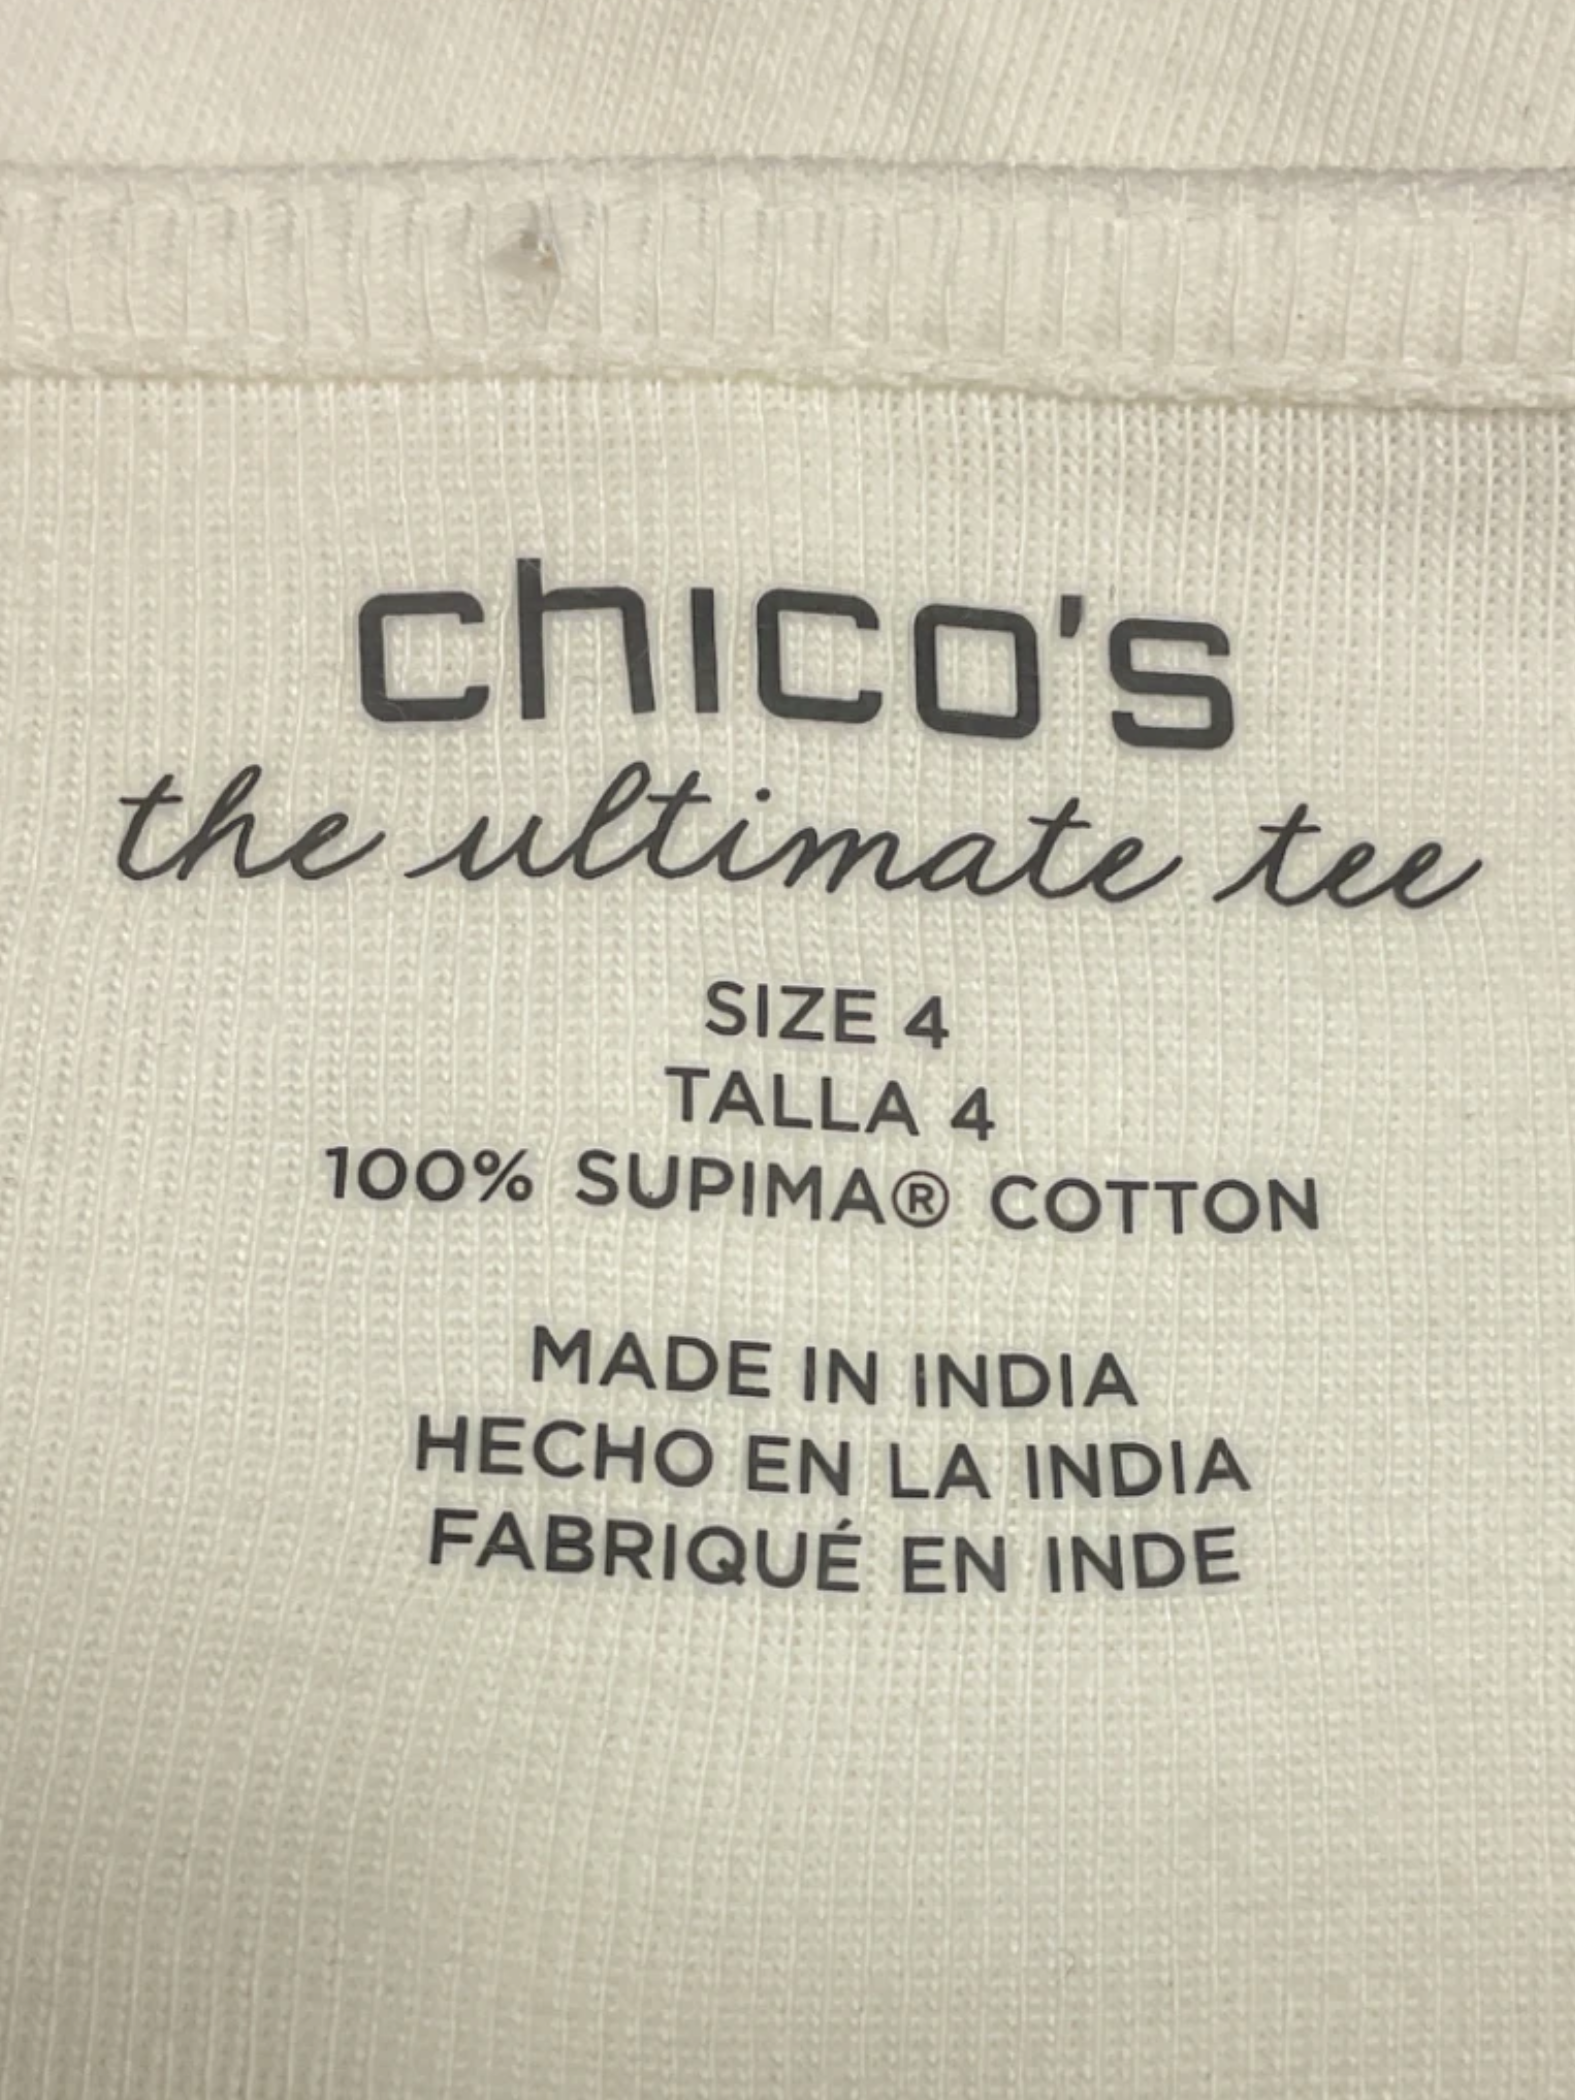 chico's
the ultimate tee
SIZE 4
TALLA 4
100% SUPIMA® COTTON
MADE IN INDIA
HECHO EN LA INDIA
FABRIQUÉ EN INDE